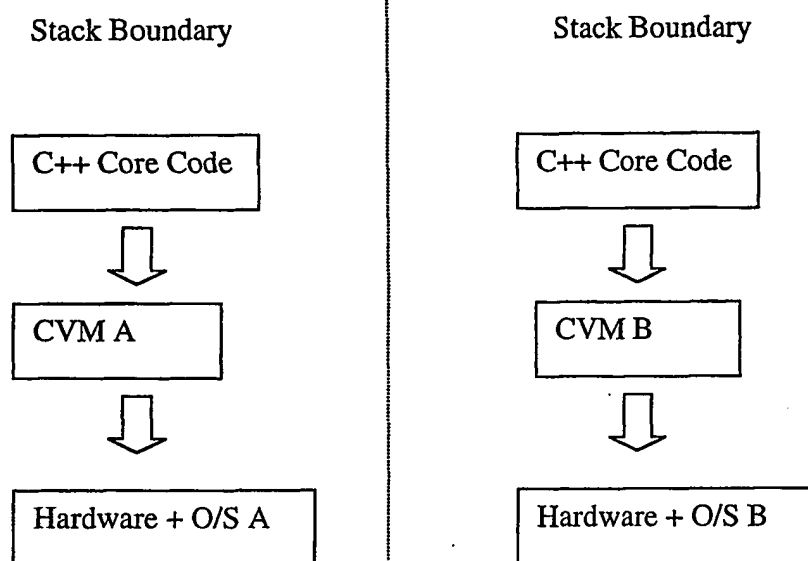 Stack Boundary
C++ Core Code
CVM A
Hardware + O/S A
Stack Boundary
C++ Core Code
CVM B
Hardware + O/S B